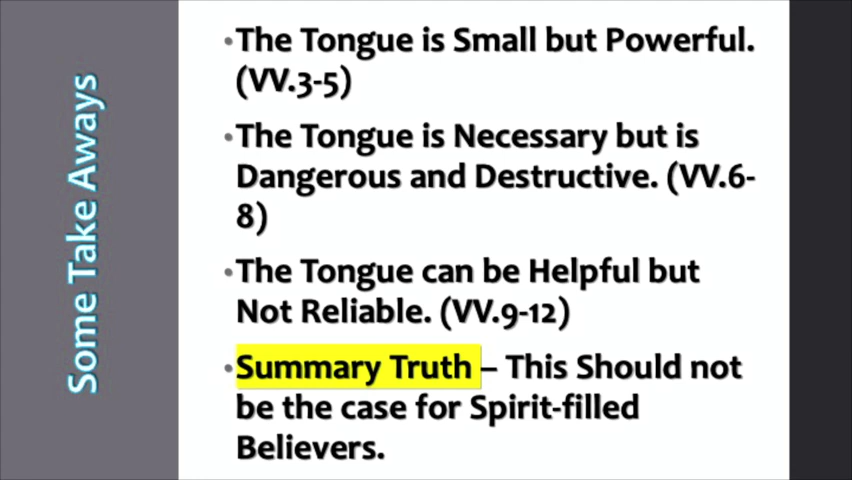 Some Take Aways
•The Tongue is Small but Powerful.
(VV.3-5)
•The Tongue is Necessary but is
Dangerous and Destructive. (VV.6-
8)
•The Tongue can be Helpful but
Not Reliable. (VV.9-12)
•Summary Truth – This Should not
be the case for Spirit-filled
Believers.